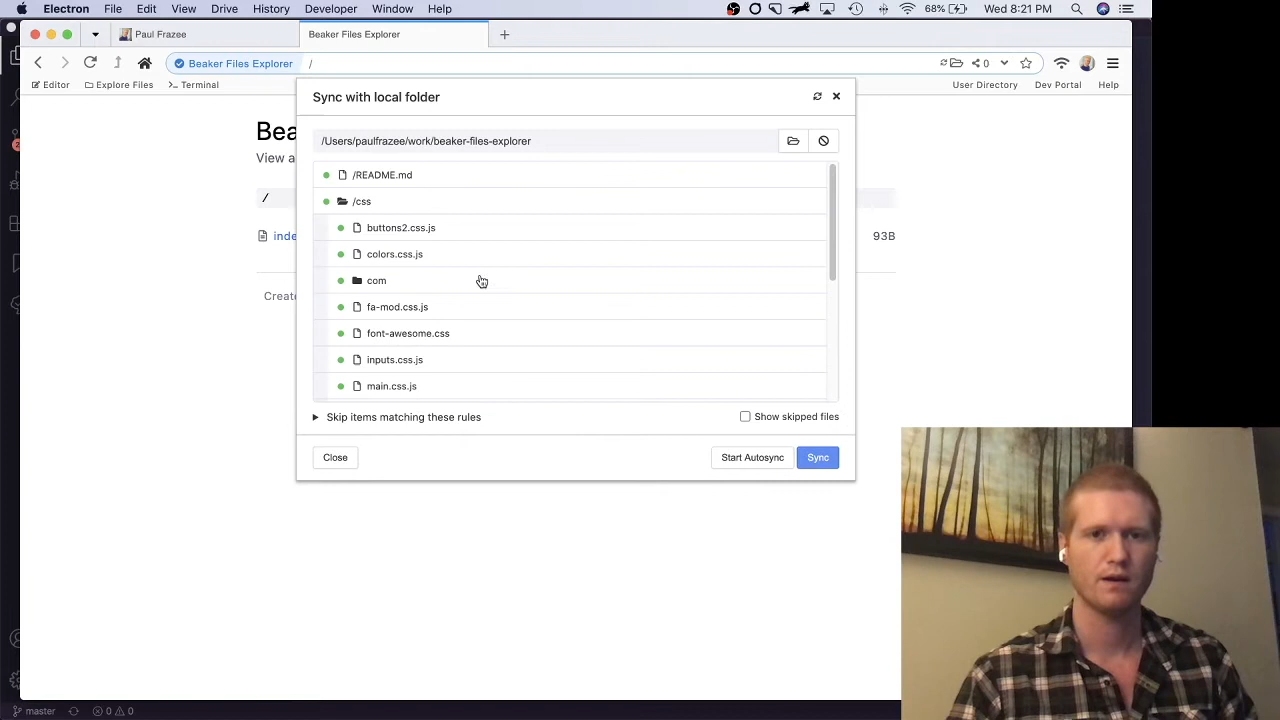 Electron File Edit View Drive History Developer Window Help 68% Wed 8:21 PM
Paul Frazee
Beaker Files Explorer
Beaker Files Explorer /
0
Editor Explore Files Terminal User Directory Dev Portal Help
Sync with local folder
Bea
/Users/paulfrazee/work/beaker-files-explorer
View a
/README.md
/
/css
buttons2.css.js
inde
93B
colors.css.js
com
Create
fa-mod.css.js
font-awesome.css
inputs.css.js
main.css.js
Skip items matching these rules Show skipped files
Close Start Autosync Sync
master 0 0